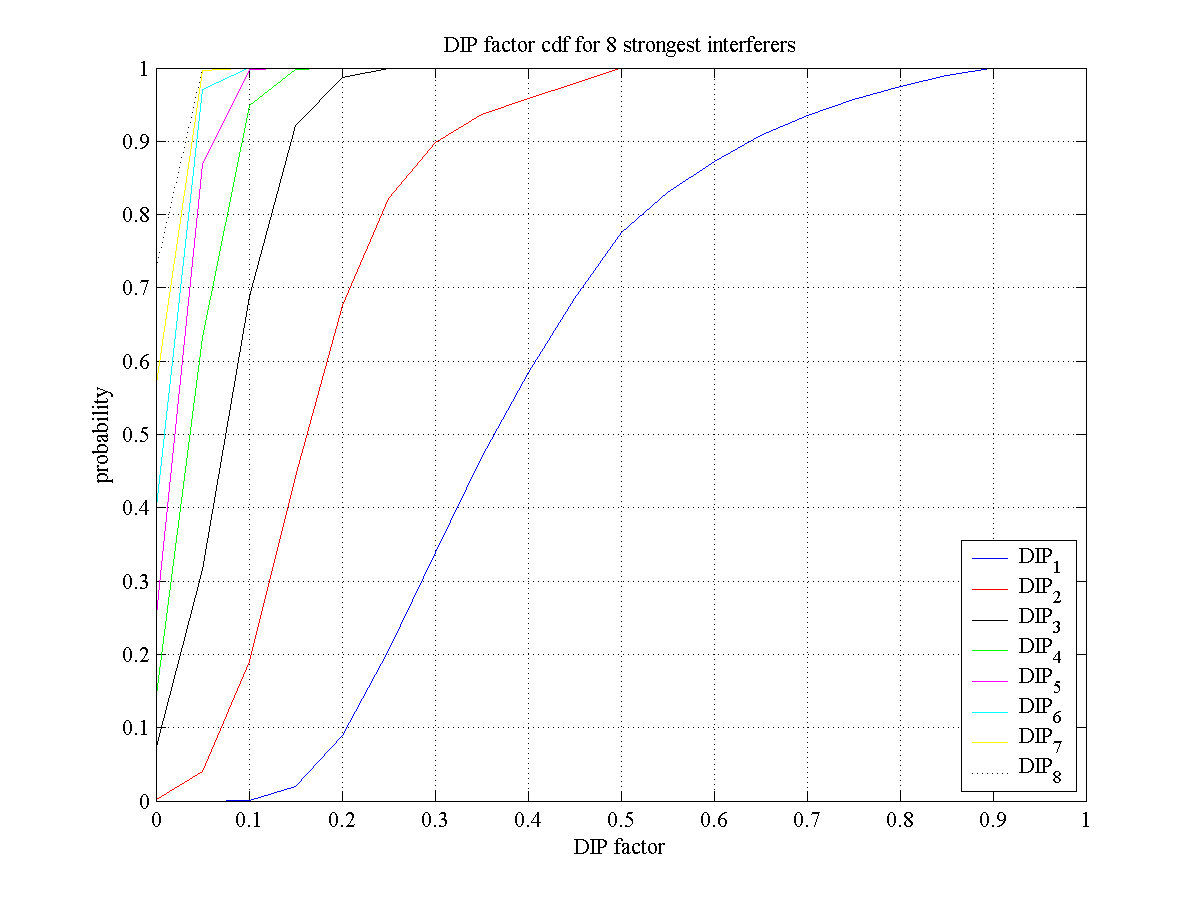 DIP factor cdf for 8 strongest interferers
1
0.9
0.8
0.7
0.6
0.5
0.4
0.3
0.2
0.1
0
probability
DIP1
DIP2
DIP3
DIP4
DIP5
DIP6
DIP7
DIP8
0 0.1 0.2 0.3 0.4 0.5 0.6 0.7 0.8 0.9 1
DIP factor